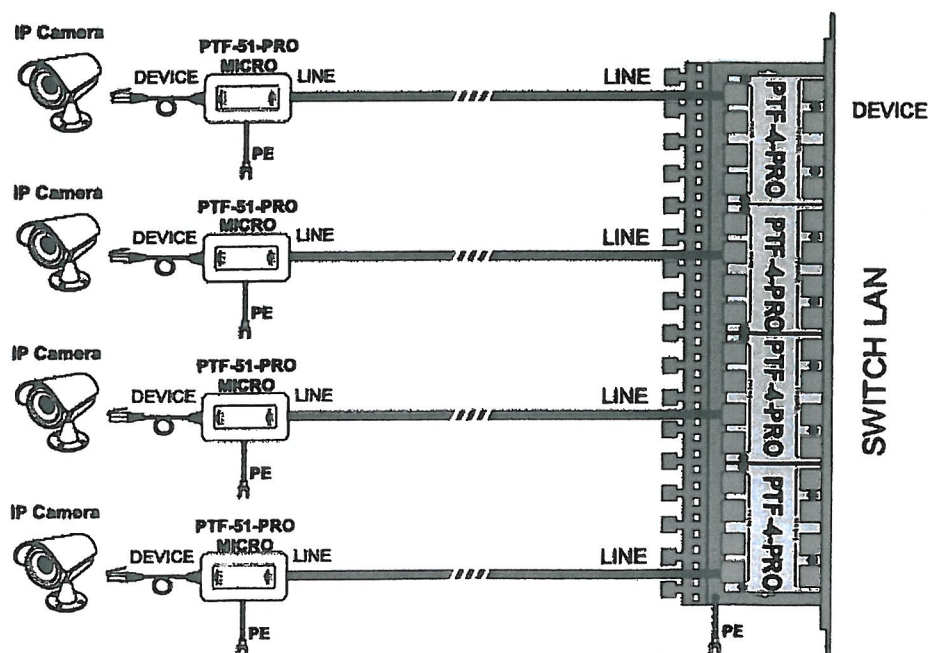 IP Camera
PTF-51-PRO
MICRO
DEVICE
LINE
LINE
PE
DEVICE
PTF-4-PRO
IP Camera
PTF-51-PRO
MICRO
DEVICE
LINE
LINE
PE
PTF-4-PRO
SWITCH LAN
IP Camera
PTF-51-PRO
MICRO
DEVICE
LINE
LINE
PE
PTF-4-PRO
IP Camera
PTF-51-PRO
MICRO
DEVICE
LINE
LINE
PE
PTF-4-PRO
PE